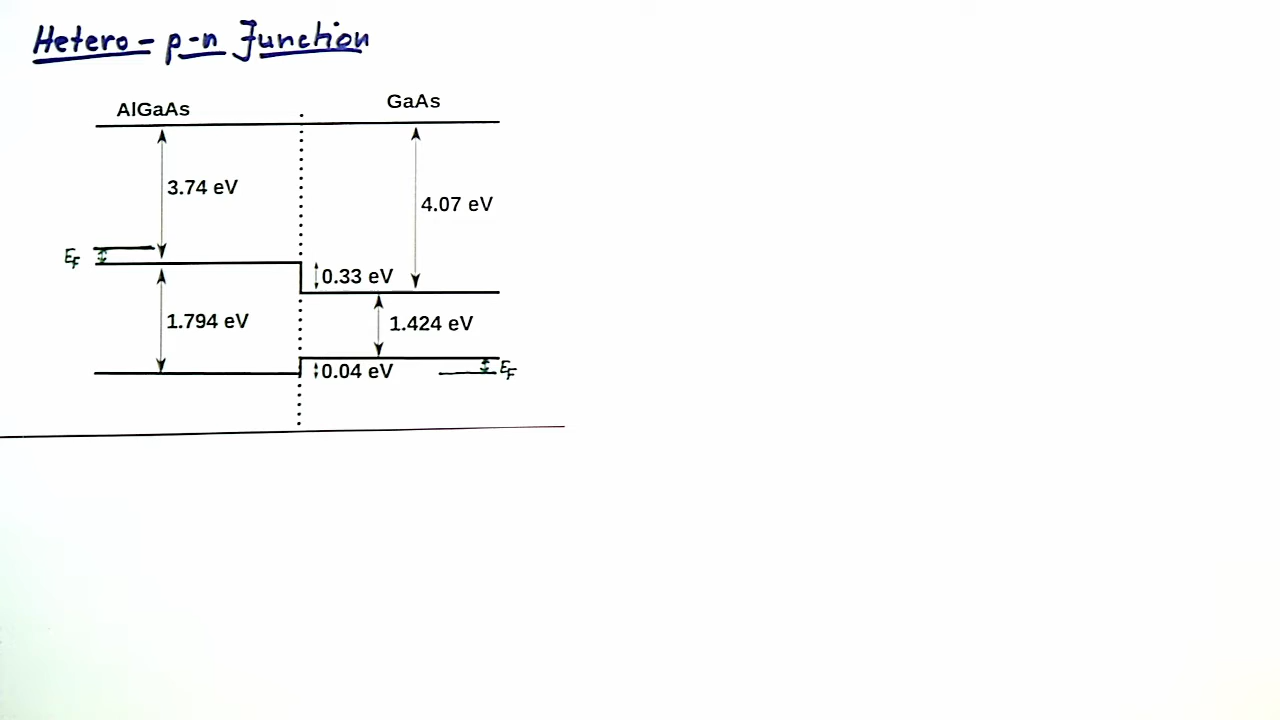 Hetero - p-n Junction
AlGaAs
GaAs
3.74 eV
4.07 eV
EF
0.33 eV
1.794 eV
1.424 eV
0.04 eV
EF